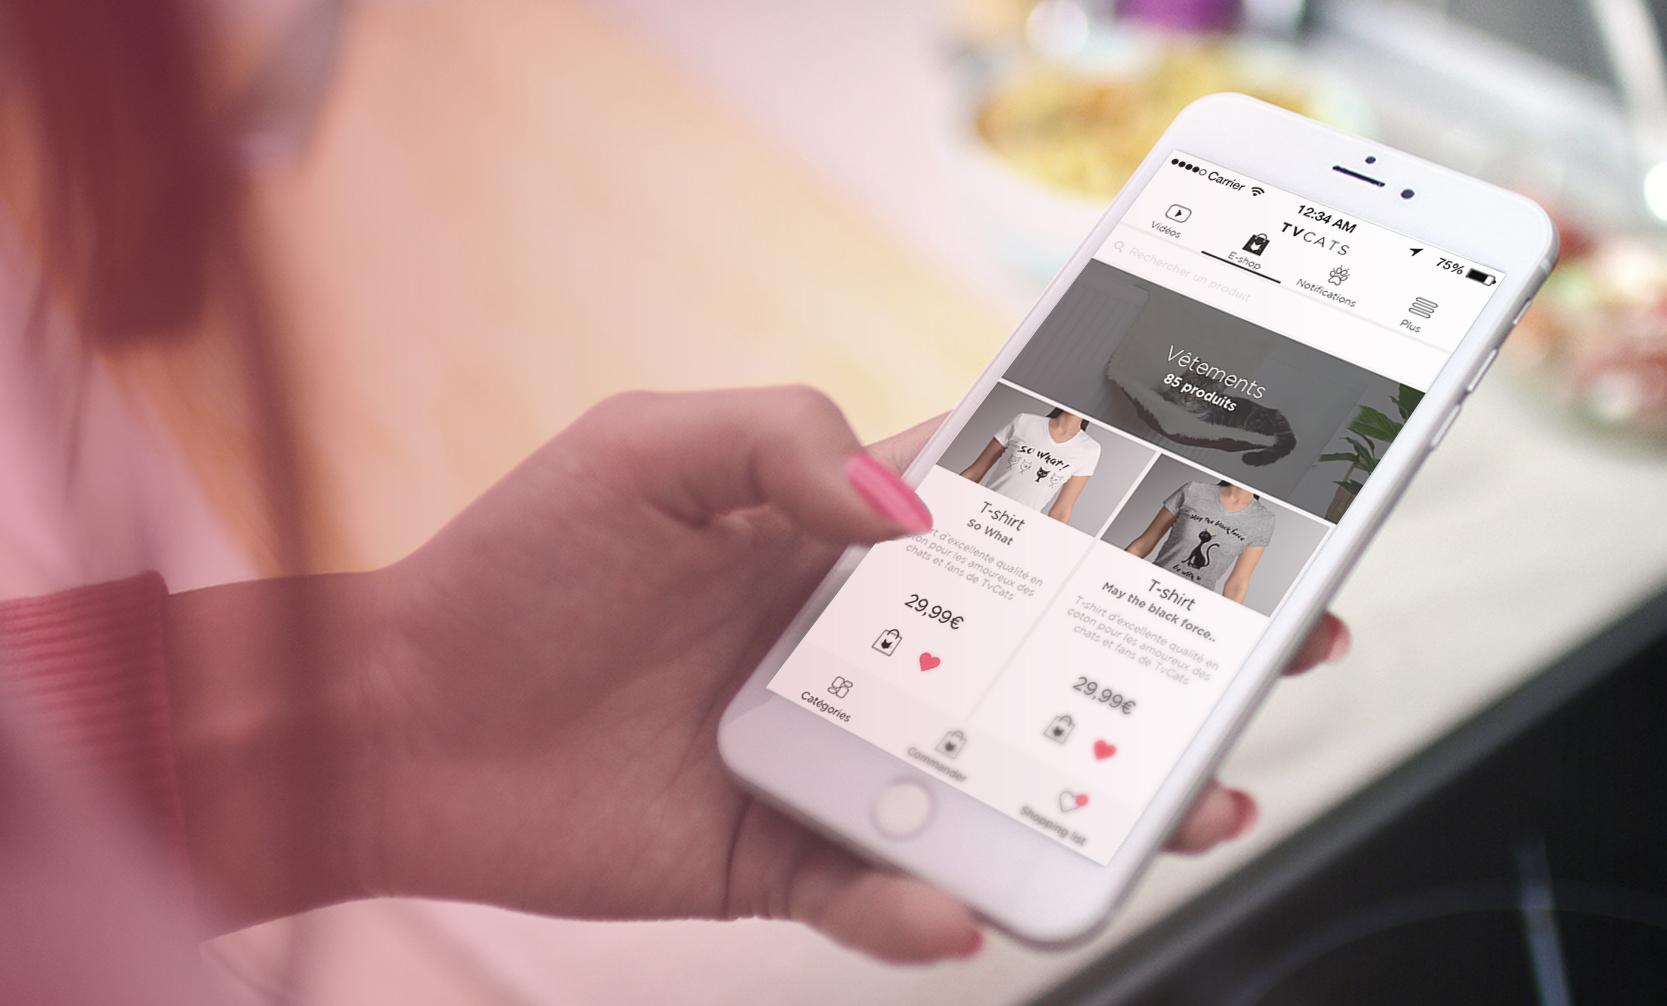 Carrier 12:34 AM 75%
TVCATS
Vidéos
E-shop
Notifications
Plus
Rechercher un produit
Vêtements
85 produits
so what!
T-shirt
So What
d'excellente qualité en
coton pour les amoureux des
chats et fans de TvCats
29,99€
may the black force
be with u
T-shirt
May the black force..
T-shirt d'excellente qualité en
coton pour les amoureux des
chats et fans de TvCats
29,99€
Catégories
Commander
Shopping list